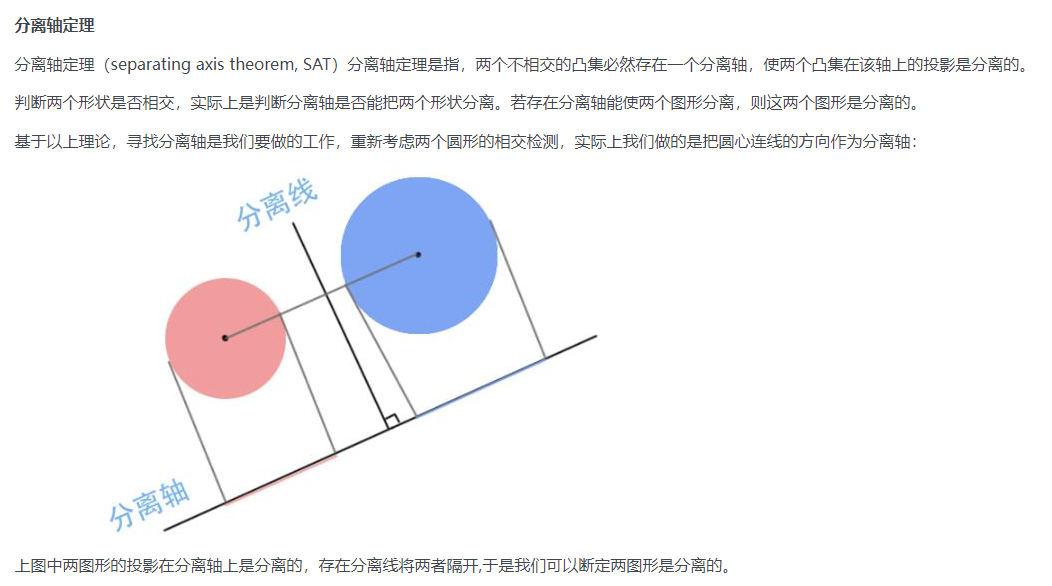 分离轴定理
分离轴定理（separating axis theorem, SAT）分离轴定理是指，两个不相交的凸集必然存在一个分离轴，使两个凸集在该轴上的投影是分离的。
判断两个形状是否相交，实际上是判断分离轴是否能把两个形状分离。若存在分离轴能使两个图形分离，则这两个图形是分离的。
基于以上理论，寻找分离轴是我们要做的工作，重新考虑两个圆形的相交检测，实际上我们做的是把圆心连线的方向作为分离轴：
分离线
分离轴
上图中两图形的投影在分离轴上是分离的，存在分离线将两者隔开,于是我们可以断定两图形是分离的。